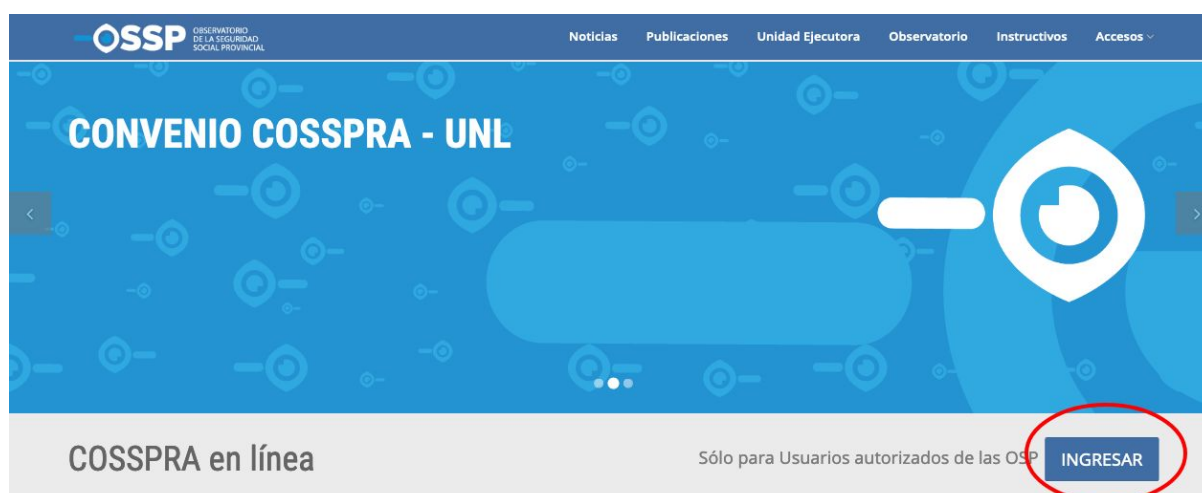 OSSP
OBSERVATORIO
DE LA SEGURIDAD
SOCIAL PROVINCIAL
Noticias Publicaciones Unidad Ejecutora Observatorio Instructivos Accesos
CONVENIO COSSPRA - UNL
COSSPRA en línea
Sólo para Usuarios autorizados de las OSP INGRESAR